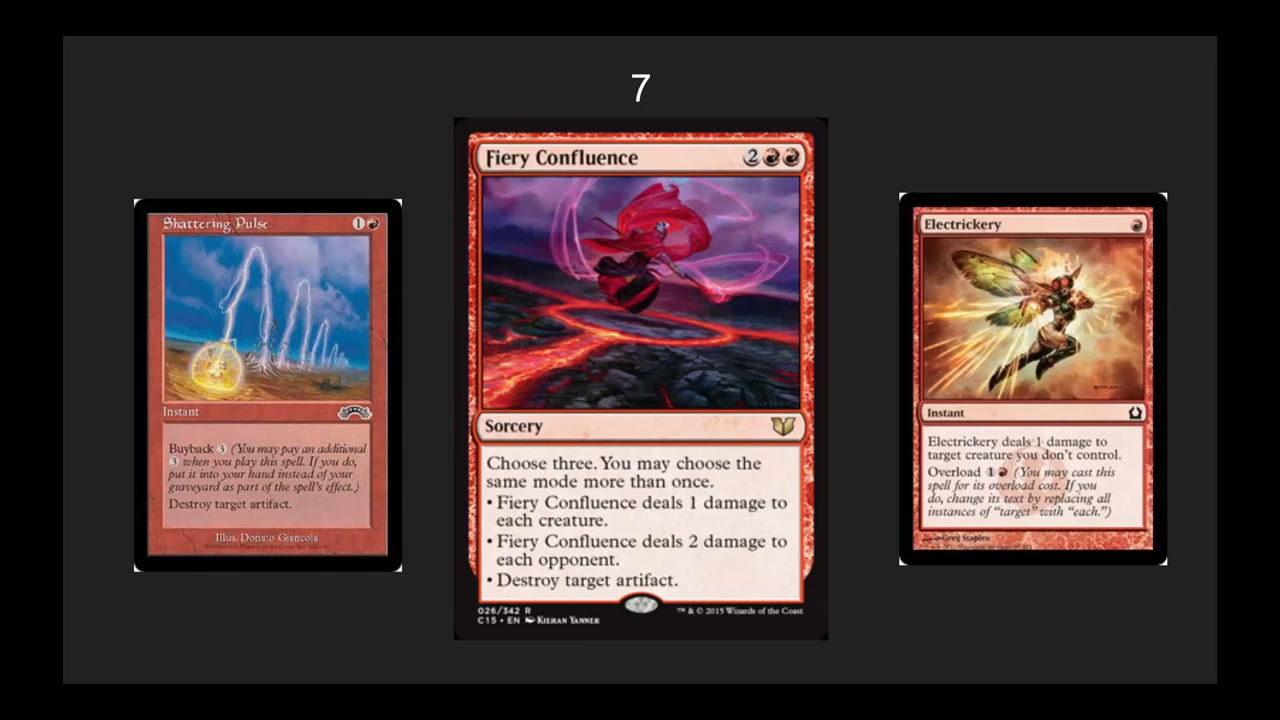 7
Shattering Pulse 1
Instant
Buyback 3 (You may pay an additional
3 when you play this spell. If you do,
put it into your hand instead of your
graveyard as part of the spell's effect.)
Destroy target artifact.
Illus. Donato Giancola
Fiery Confluence 2
Sorcery
Choose three. You may choose the
same mode more than once.
• Fiery Confluence deals 1 damage to
each creature.
• Fiery Confluence deals 2 damage to
each opponent.
• Destroy target artifact.
026/342 R
C15 • EN Kieran Yanner
™ & © 2015 Wizards of the Coast
Electrickery
Instant
Electrickery deals 1 damage to
target creature you don't control.
Overload 1 (You may cast this
spell for its overload cost. If you
do, change its text by replacing all
instances of "target" with "each.")
Greg Staples